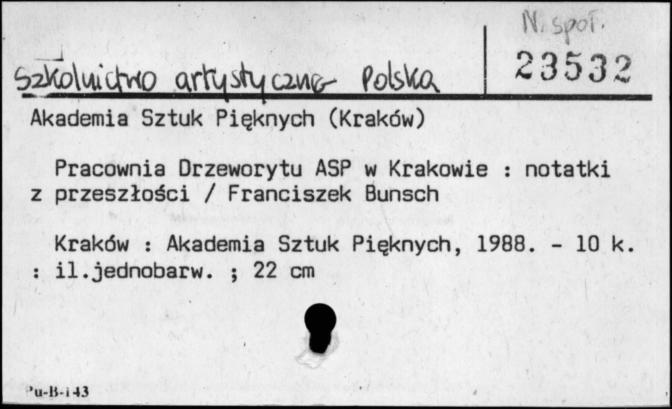 N. społ.
23532
Szkolnictwo artystyczne Polska
Akademia Sztuk Pięknych (Kraków)
Pracownia Drzeworytu ASP w Krakowie : notatki
z przeszłości / Franciszek Bunsch
Kraków : Akademia Sztuk Pięknych, 1988. - 10 k.
: il.jednobarw. ; 22 cm
Pu-B-143